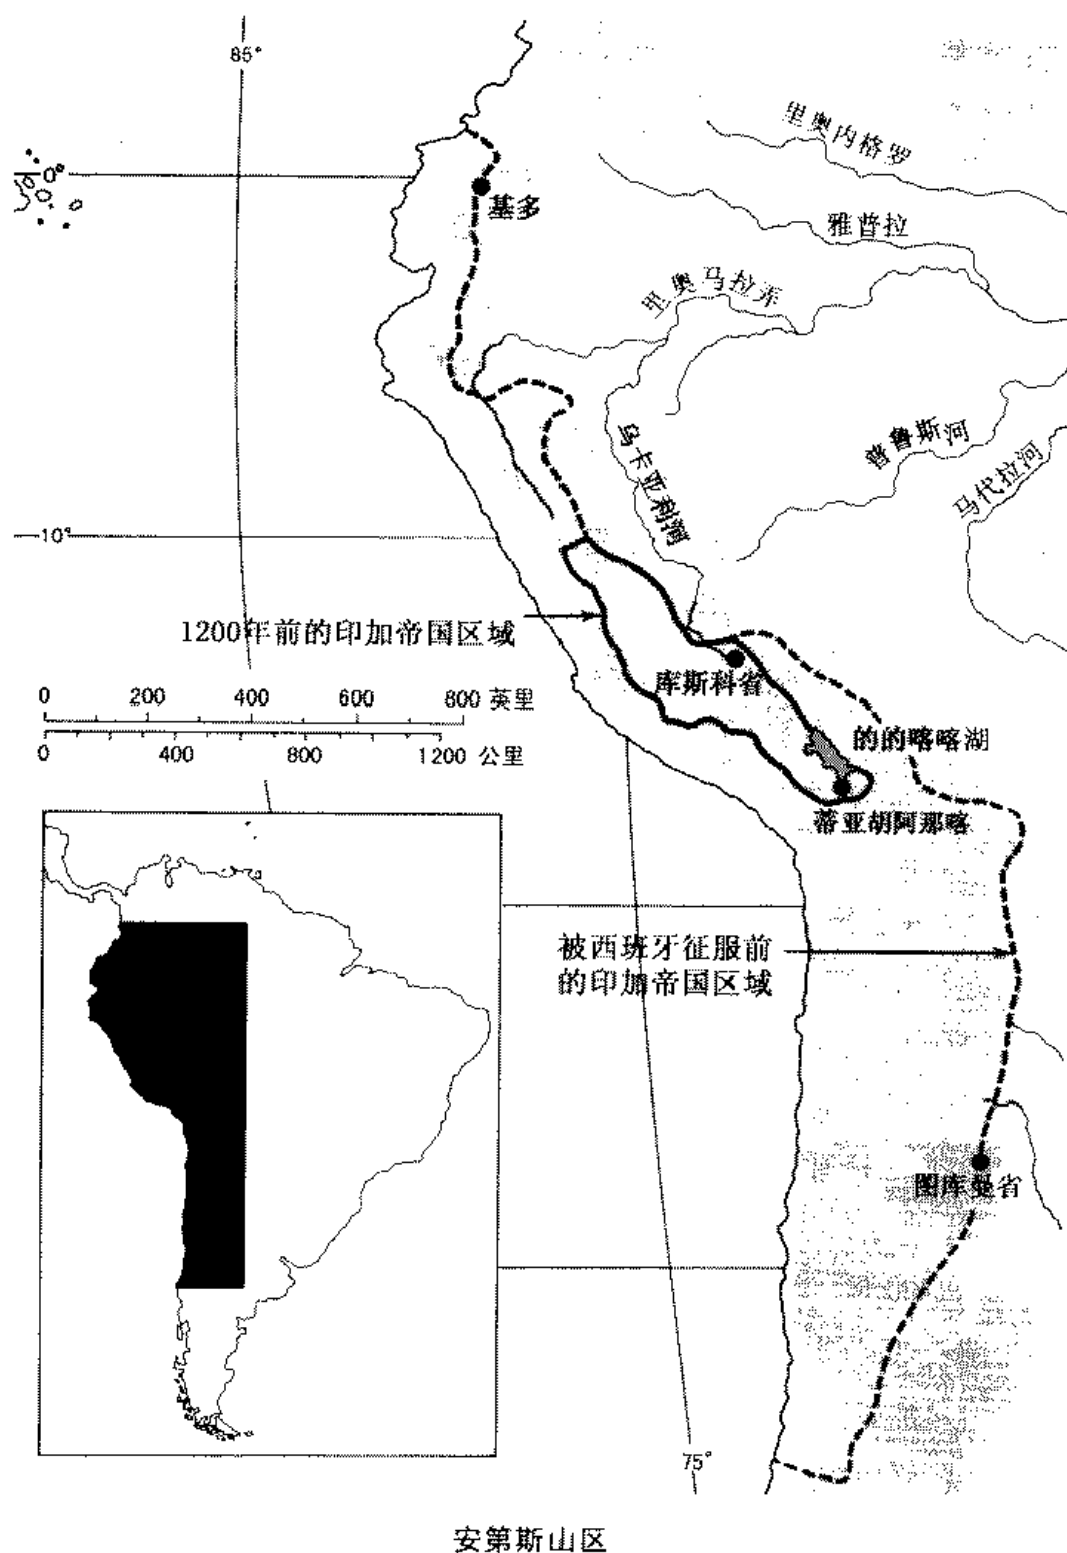 85°
里奥内格罗
0°
基多
雅普拉
里奥马拉弄
乌卡亚利河
普鲁斯河
马代拉河
10°
1200年前的印加帝国区域
库斯科省
0 200 400 600 800 英里
0 400 800 1200 公里
的的喀喀湖
蒂亚胡阿那喀
被西班牙征服前
的印加帝国区域
图库曼省
75°
安第斯山区